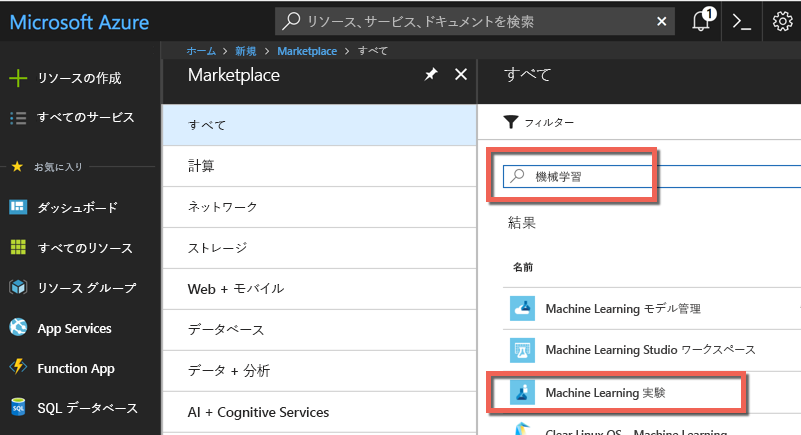 Microsoft Azure
リソース、サービス、ドキュメントを検索
1
ホーム > 新規 > Marketplace > すべて
リソースの作成
すべてのサービス
お気に入り
ダッシュボード
すべてのリソース
リソース グループ
App Services
Function App
SQL データベース
Marketplace
すべて
計算
ネットワーク
ストレージ
Web + モバイル
データベース
データ + 分析
AI + Cognitive Services
すべて
フィルター
機械学習
結果
名前
Machine Learning モデル管理
Machine Learning Studio ワークスペース
Machine Learning 実験
Clear Linux OS - Machine Learning